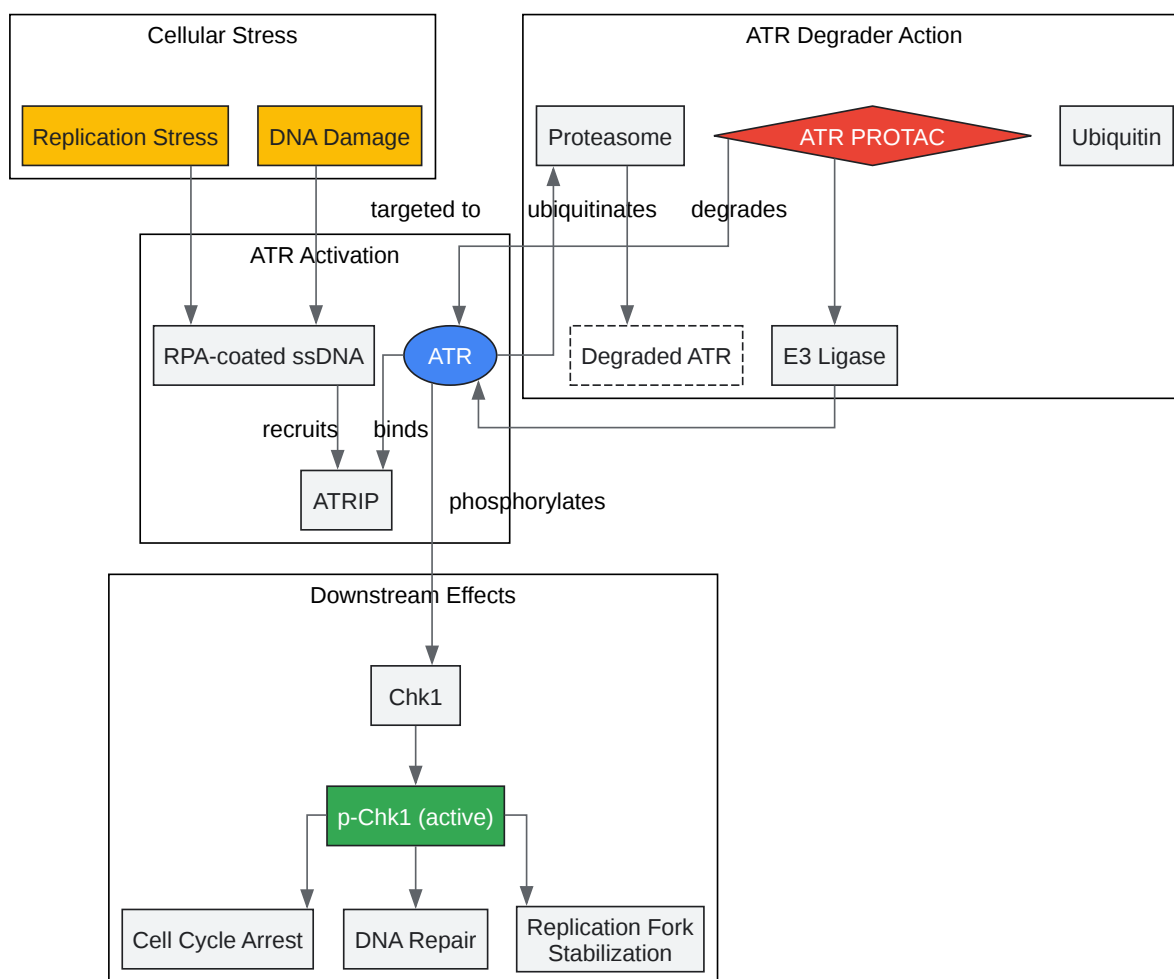 Cellular Stress
ATR Degrader Action
Replication Stress
DNA Damage
Proteasome
ATR PROTAC
Ubiquitin
targeted to
ubiquitinates
degrades
ATR Activation
RPA-coated ssDNA
ATR
Degraded ATR
E3 Ligase
recruits
binds
ATRIP
phosphorylates
Downstream Effects
Chk1
p-Chk1 (active)
Cell Cycle Arrest
DNA Repair
Replication Fork
Stabilization